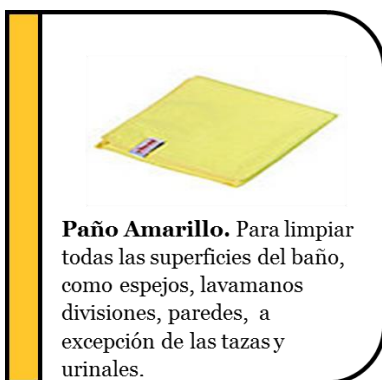 Paño Amarillo. Para limpiar
todas las superficies del baño,
como espejos, lavamanos
divisiones, paredes, a
excepción de las tazas y
urinales.